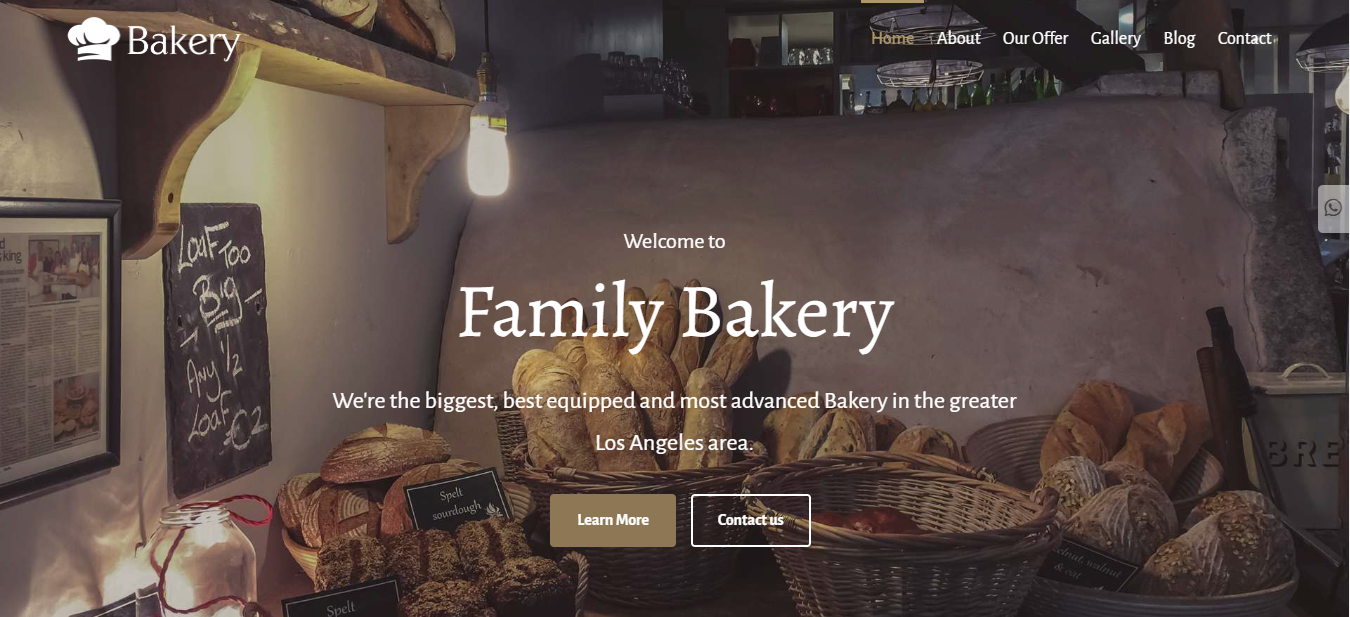 Bakery
Home About Our Offer Gallery Blog Contact
Loaf Too
Big
Any 1/2
Loaf
€2
Welcome to
Family Bakery
We're the biggest, best equipped and most advanced Bakery in the greater
Los Angeles area.
Spelt
sourdough
Learn More Contact us
BRE
walnut
& oat
Spelt